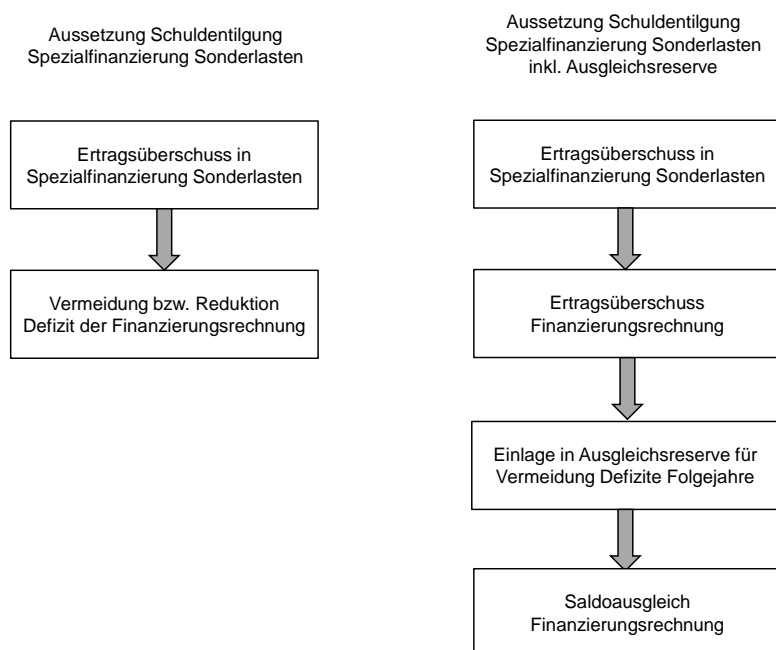 Aussetzung Schuldentilgung
Spezialfinanzierung Sonderlasten
Ertragsüberschuss in
Spezialfinanzierung Sonderlasten
Vermeidung bzw. Reduktion
Defizit der Finanzierungsrechnung
Aussetzung Schuldentilgung
Spezialfinanzierung Sonderlasten
inkl. Ausgleichsreserve
Ertragsüberschuss in
Spezialfinanzierung Sonderlasten
Ertragsüberschuss
Finanzierungsrechnung
Einlage in Ausgleichsreserve für
Vermeidung Defizite Folgejahre
Saldoausgleich
Finanzierungsrechnung